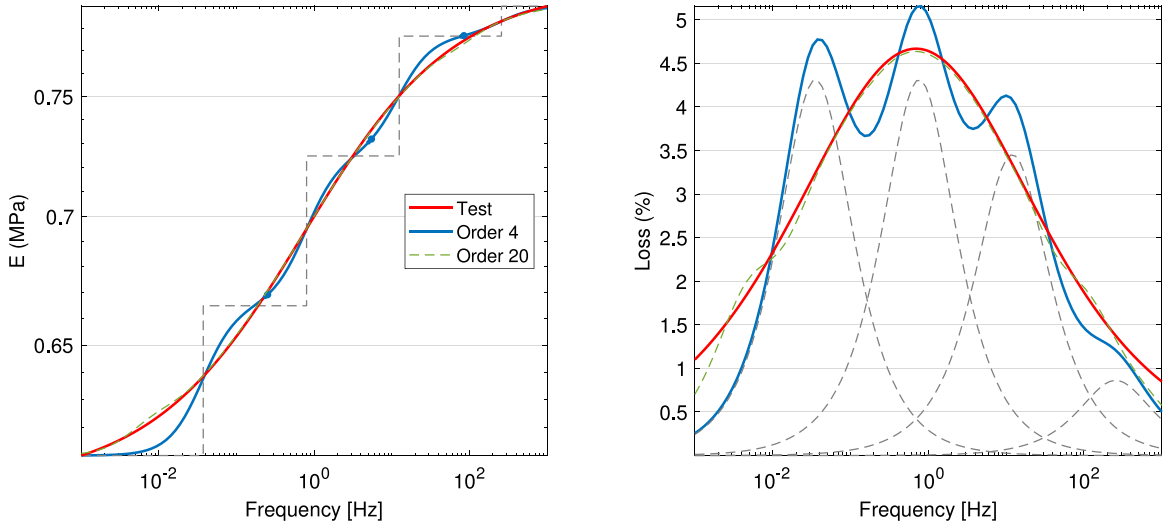 E (MPa)
0.75
0.7
0.65
Test
Order 4
Order 20
10^-2
10^0
10^2
Frequency [Hz]
Loss (%)
5
4.5
4
3.5
3
2.5
2
1.5
1
0.5
10^-2
10^0
10^2
Frequency [Hz]